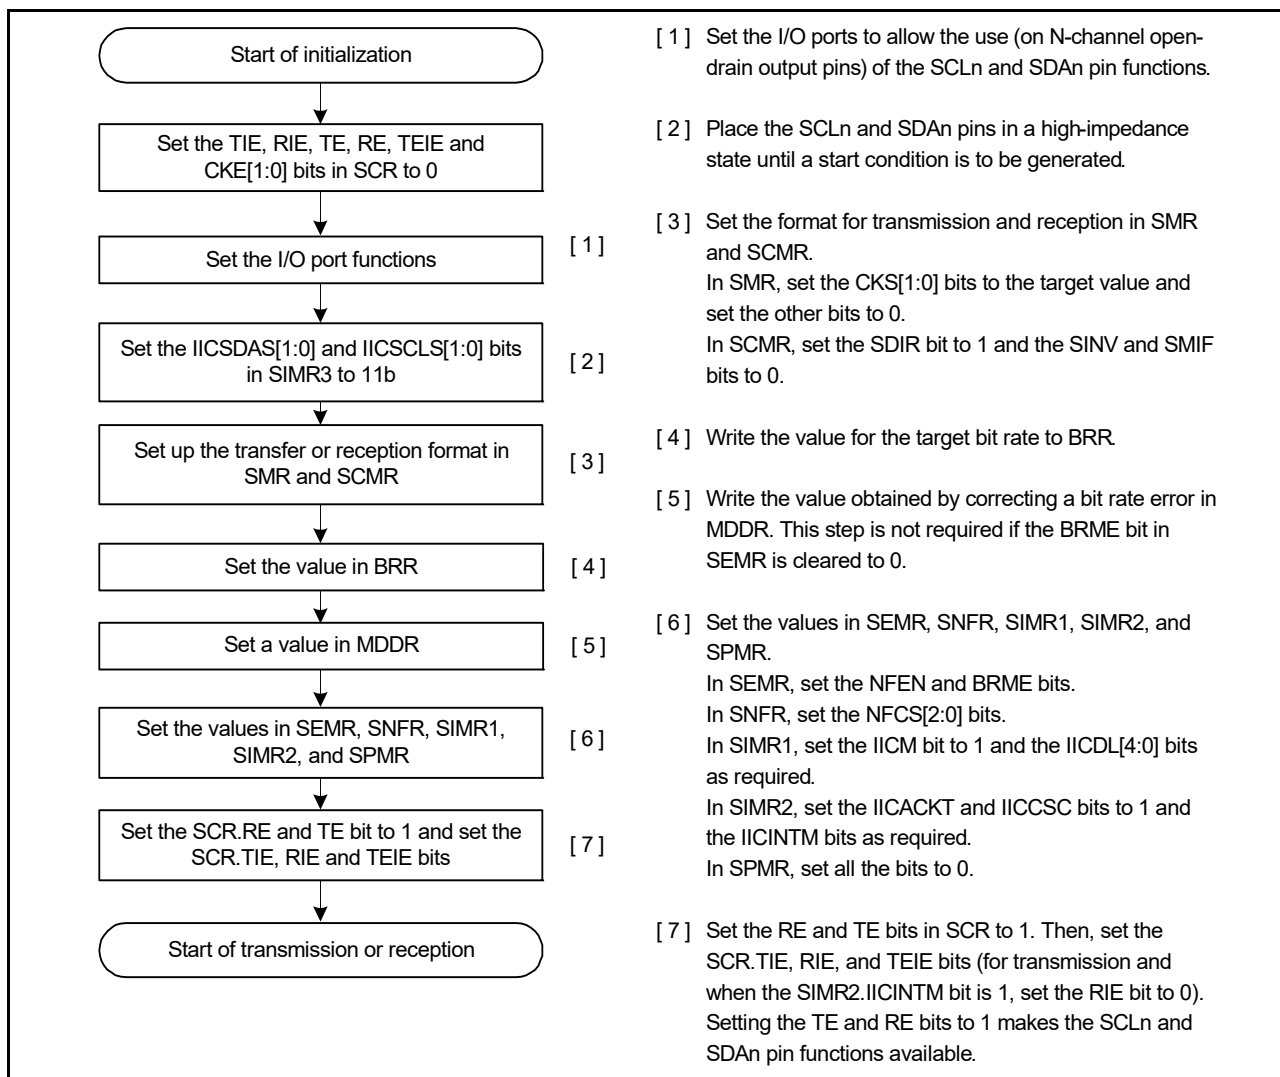 Start of initialization
Set the TIE, RIE, TE, RE, TEIE and
CKE[1:0] bits in SCR to 0
Set the I/O port functions
[ 1 ]
Set the IICSDAS[1:0] and IICSCLS[1:0] bits
in SIMR3 to 11b
[ 2 ]
Set up the transfer or reception format in
SMR and SCMR
[ 3 ]
Set the value in BRR
[ 4 ]
Set a value in MDDR
[ 5 ]
Set the values in SEMR, SNFR, SIMR1,
SIMR2, and SPMR
[ 6 ]
Set the SCR.RE and TE bit to 1 and set the
SCR.TIE, RIE and TEIE bits
[ 7 ]
Start of transmission or reception
[ 1 ] Set the I/O ports to allow the use (on N-channel open-
drain output pins) of the SCLn and SDAn pin functions.
[ 2 ] Place the SCLn and SDAn pins in a high-impedance
state until a start condition is to be generated.
[ 3 ] Set the format for transmission and reception in SMR
and SCMR.
In SMR, set the CKS[1:0] bits to the target value and
set the other bits to 0.
In SCMR, set the SDIR bit to 1 and the SINV and SMIF
bits to 0.
[ 4 ] Write the value for the target bit rate to BRR.
[ 5 ] Write the value obtained by correcting a bit rate error in
MDDR. This step is not required if the BRME bit in
SEMR is cleared to 0.
[ 6 ] Set the values in SEMR, SNFR, SIMR1, SIMR2, and
SPMR.
In SEMR, set the NFEN and BRME bits.
In SNFR, set the NFCS[2:0] bits.
In SIMR1, set the IICM bit to 1 and the IICDL[4:0] bits
as required.
In SIMR2, set the IICACKT and IICCSC bits to 1 and
the IICINTM bits as required.
In SPMR, set all the bits to 0.
[ 7 ] Set the RE and TE bits in SCR to 1. Then, set the
SCR.TIE, RIE, and TEIE bits (for transmission and
when the SIMR2.IICINTM bit is 1, set the RIE bit to 0).
Setting the TE and RE bits to 1 makes the SCLn and
SDAn pin functions available.